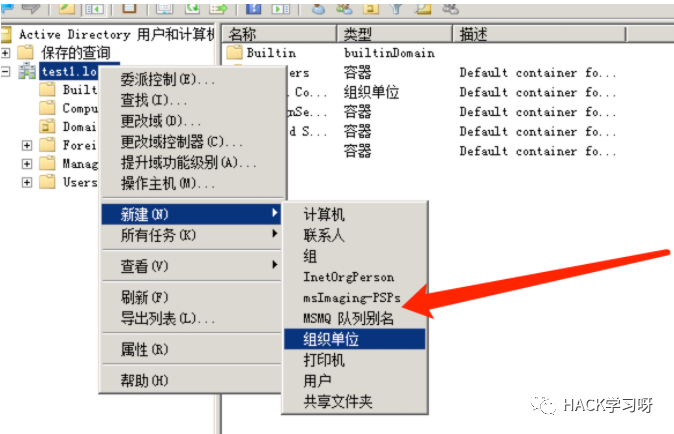 Active Directory 用户和计算机
保存的查询
test1.lo
Built
Compu
Domai
Forei
Manag
Users
名称 类型 描述
Builtin builtinDomain
ers 容器 Default container fo...
Co... 组织单位 Default container fo...
gnSe... 容器 Default container fo...
d S... 容器 Default container fo...
容器 Default container fo...
委派控制(E)...
查找(I)...
更改域(D)...
更改域控制器(C)...
提升域功能级别(A)...
操作主机(M)...
新建(N)
所有任务(K)
查看(V)
刷新(F)
导出列表(L)...
属性(R)
帮助(H)
计算机
联系人
组
InetOrgPerson
msImaging-PSPs
MSMQ 队列别名
组织单位
打印机
用户
共享文件夹
HACK学习呀